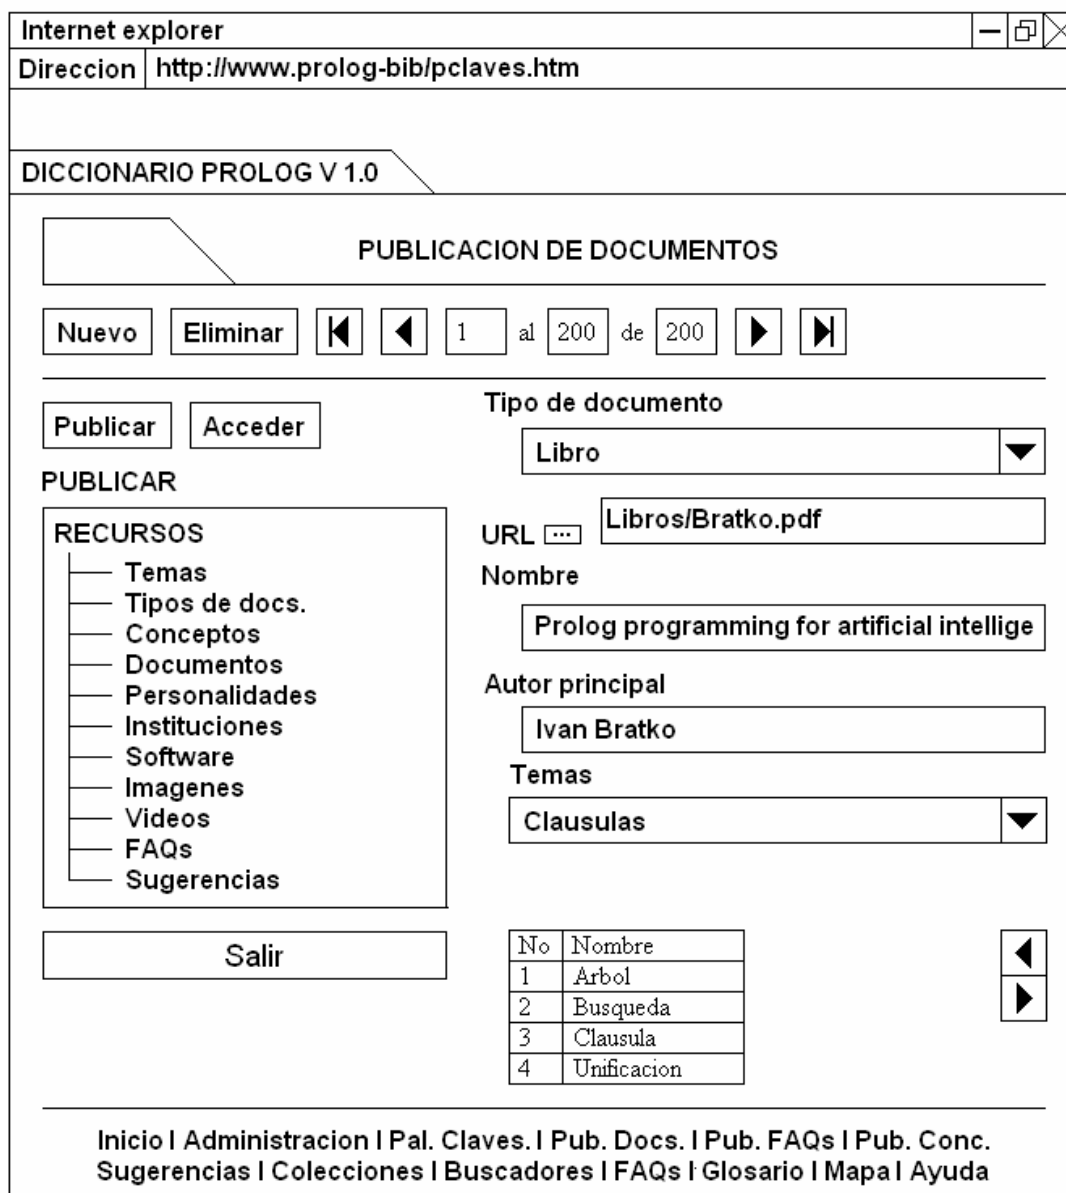 Internet explorer
Direccion http://www.prolog-bib/pclaves.htm
DICCIONARIO PROLOG V 1.0
PUBLICACION DE DOCUMENTOS
Nuevo Eliminar 1 al 200 de 200
Publicar Acceder
PUBLICAR
RECURSOS
Temas
Tipos de docs.
Conceptos
Documentos
Personalidades
Instituciones
Software
Imagenes
Videos
FAQs
Sugerencias
Salir
Tipo de documento
Libro
URL ... Libros/Bratko.pdf
Nombre
Prolog programming for artificial intellige
Autor principal
Ivan Bratko
Temas
Clausulas
No Nombre
1 Arbol
2 Busqueda
3 Clausula
4 Unificacion
Inicio I Administracion I Pal. Claves. I Pub. Docs. I Pub. FAQs I Pub. Conc.
Sugerencias I Colecciones I Buscadores I FAQs I Glosario I Mapa I Ayuda